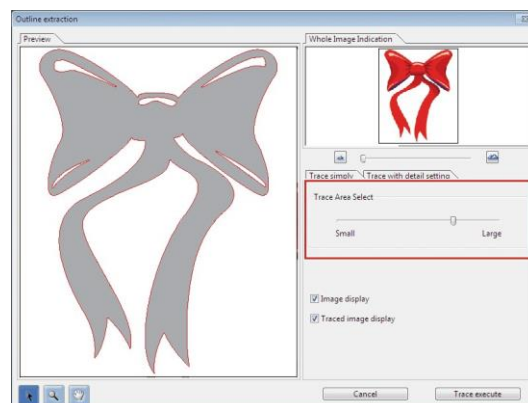 Outline extraction
Preview
Whole Image Indication
Trace simply
Trace with detail setting
Trace Area Select
Small
Large
Image display
Traced image display
Cancel
Trace execute